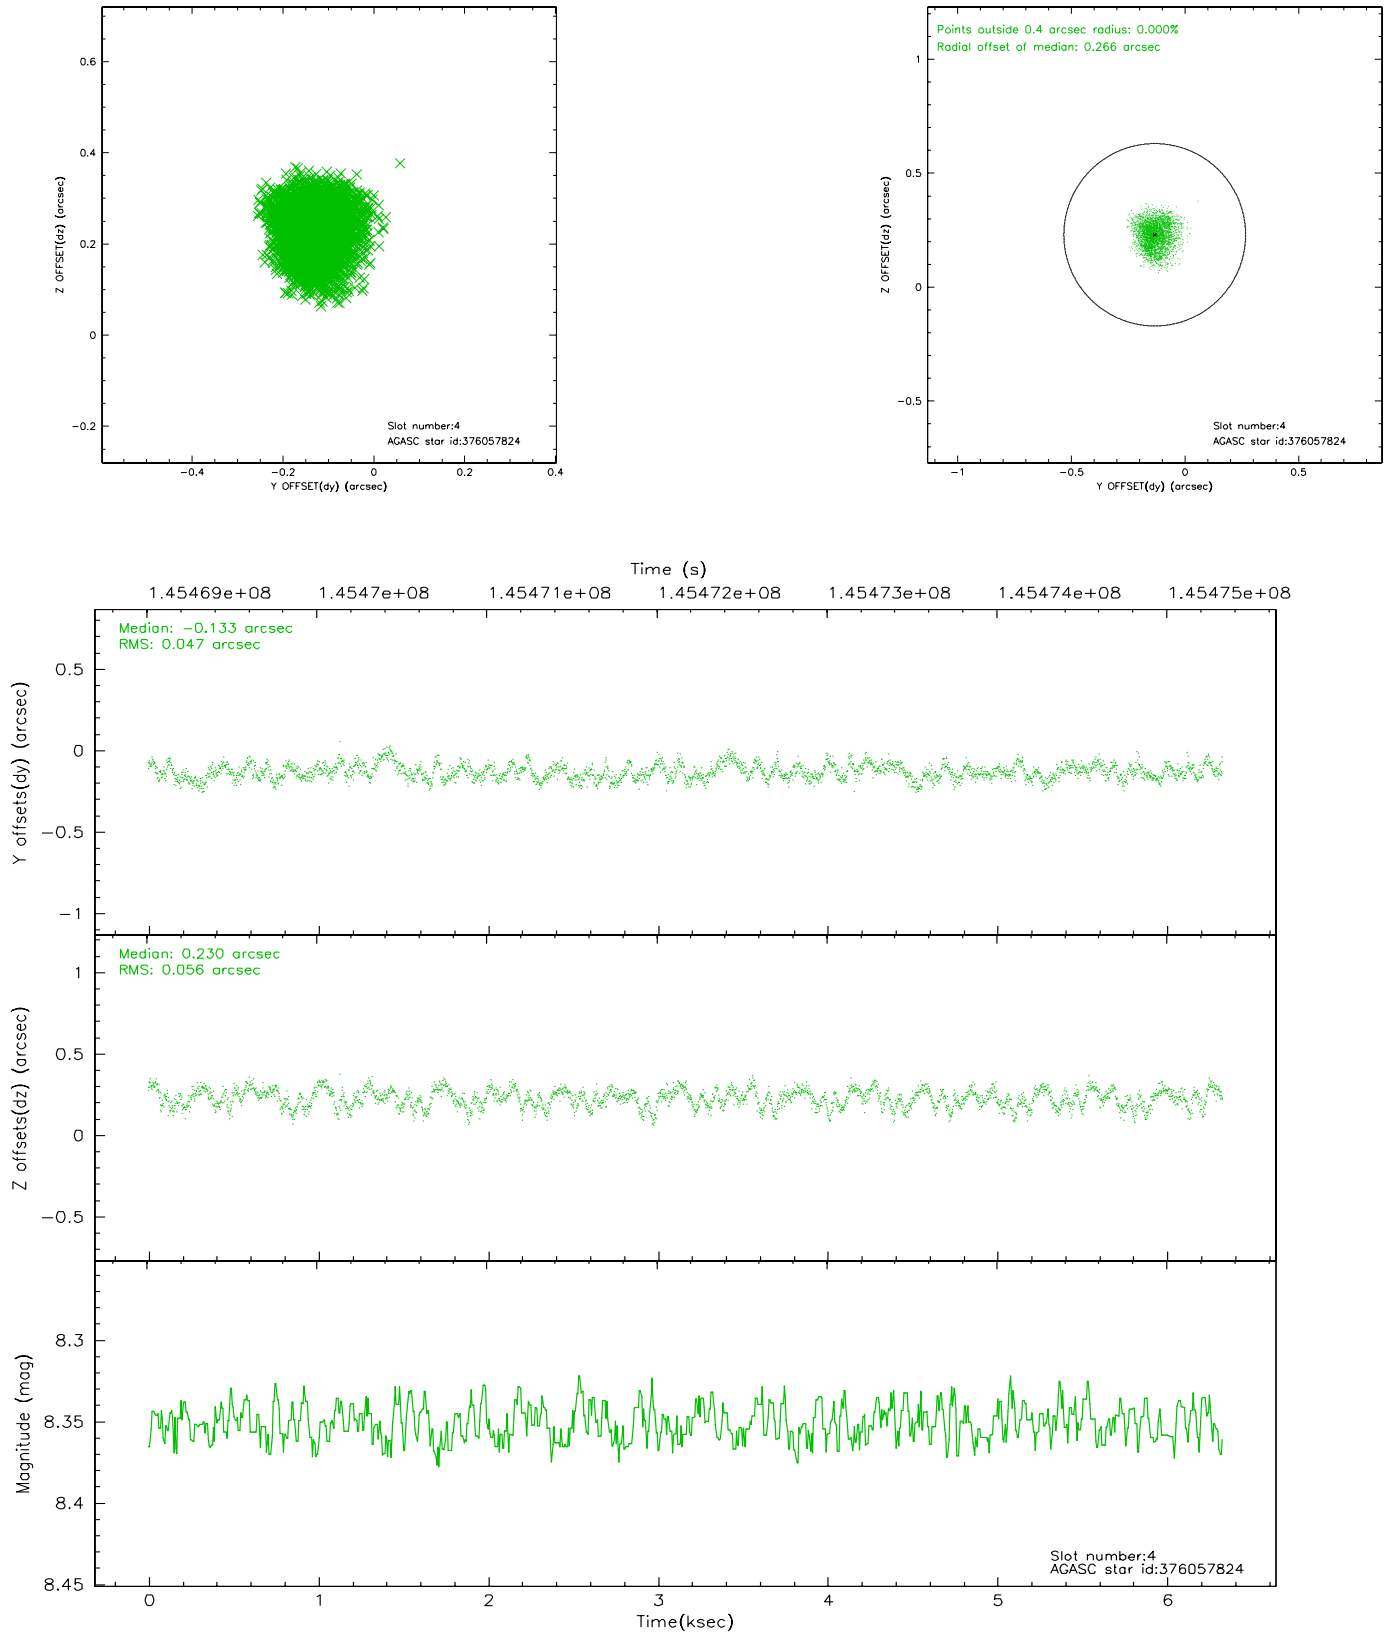 0.6
0.4
0.2
0
−0.2
Z OFFSET(dz) (arcsec)
Slot number:4
AGASC star id:376057824
−0.4 −0.2 0 0.2 0.4
Y OFFSET(dy) (arcsec)
Points outside 0.4 arcsec radius: 0.000%
Radial offset of median: 0.266 arcsec
1
0.5
0
−0.5
Z OFFSET(dz) (arcsec)
Slot number:4
AGASC star id:376057824
−1 −0.5 0 0.5
Y OFFSET(dy) (arcsec)
Time (s)
1.45469e+08 1.4547e+08 1.45471e+08 1.45472e+08 1.45473e+08 1.45474e+08 1.45475e+08
Median: −0.133 arcsec
RMS: 0.047 arcsec
0.5
0
−0.5
−1
Y offsets(dy) (arcsec)
Median: 0.230 arcsec
RMS: 0.056 arcsec
1
0.5
0
−0.5
Z offsets(dz) (arcsec)
8.3
8.35
8.4
8.45
Magnitude (mag)
Slot number:4
AGASC star id:376057824
0 1 2 3 4 5 6
Time(ksec)